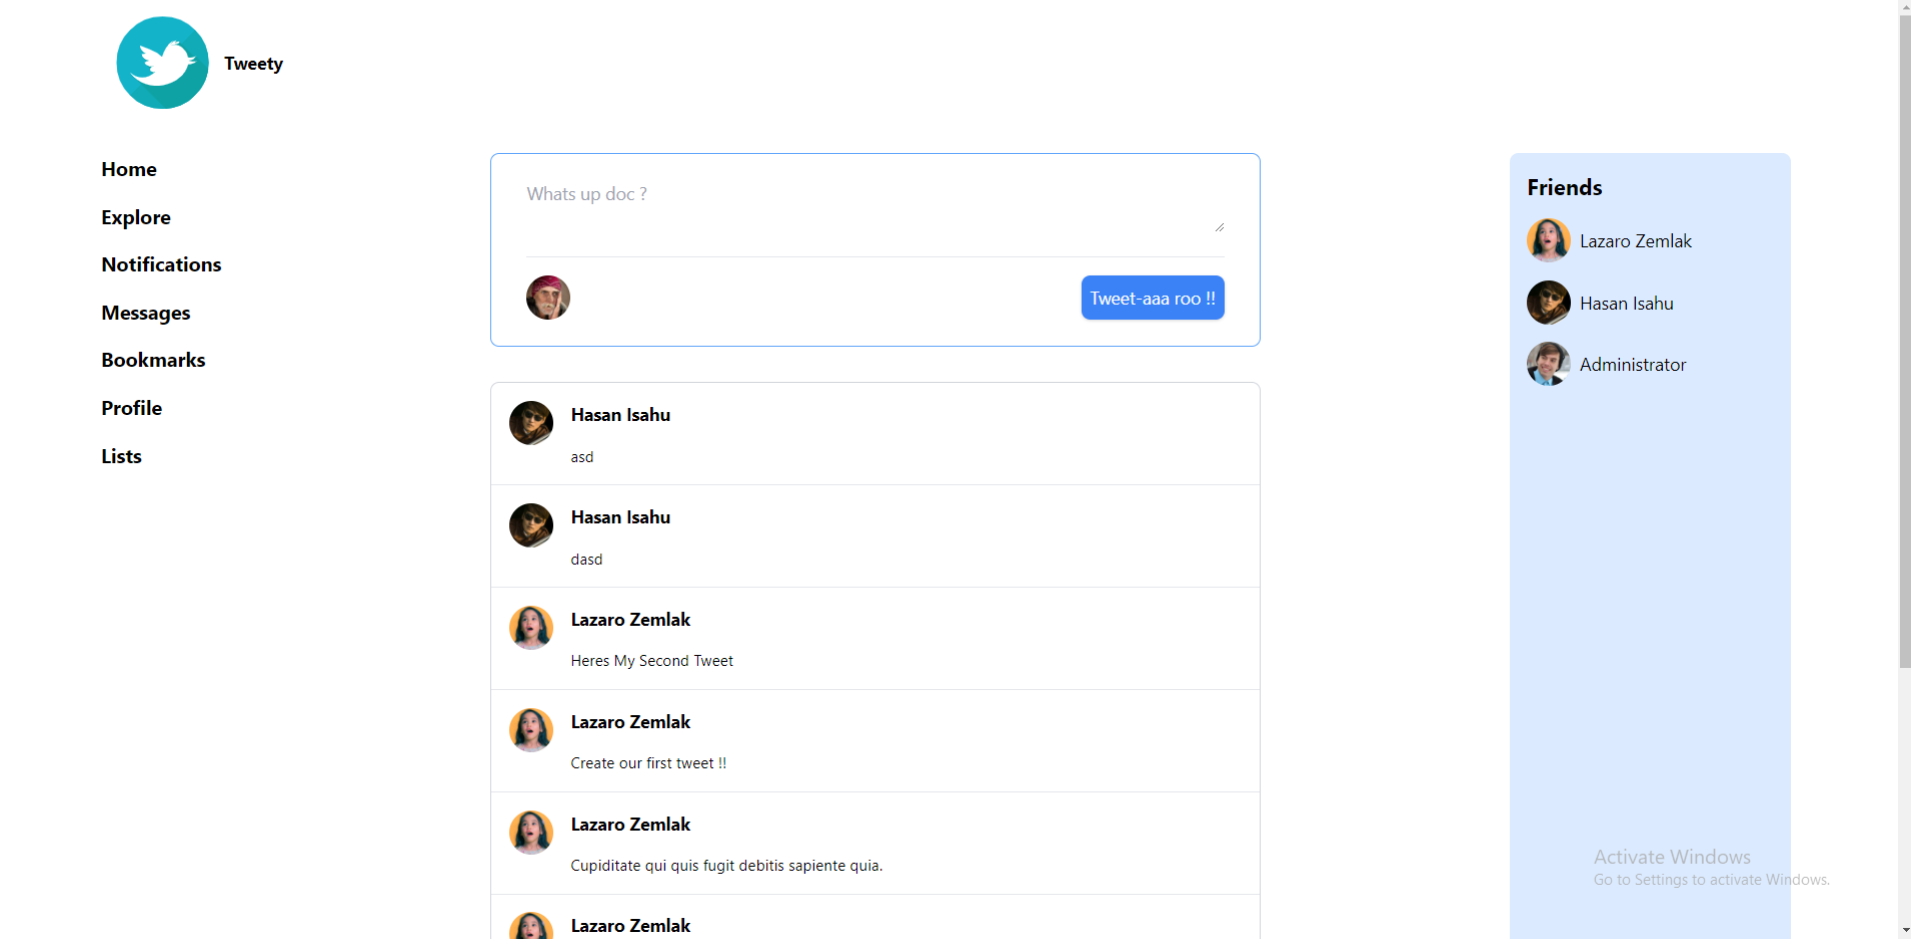 Tweety
Home
Explore
Notifications
Messages
Bookmarks
Profile
Lists
Whats up doc ?
Tweet-aaa roo !!
Hasan Isahu
asd
Hasan Isahu
dasd
Lazaro Zemlak
Heres My Second Tweet
Lazaro Zemlak
Create our first tweet !!
Lazaro Zemlak
Cupiditate qui quis fugit debitis sapiente quia.
Lazaro Zemlak
Friends
Lazaro Zemlak
Hasan Isahu
Administrator
Activate Windows
Go to Settings to activate Windows.